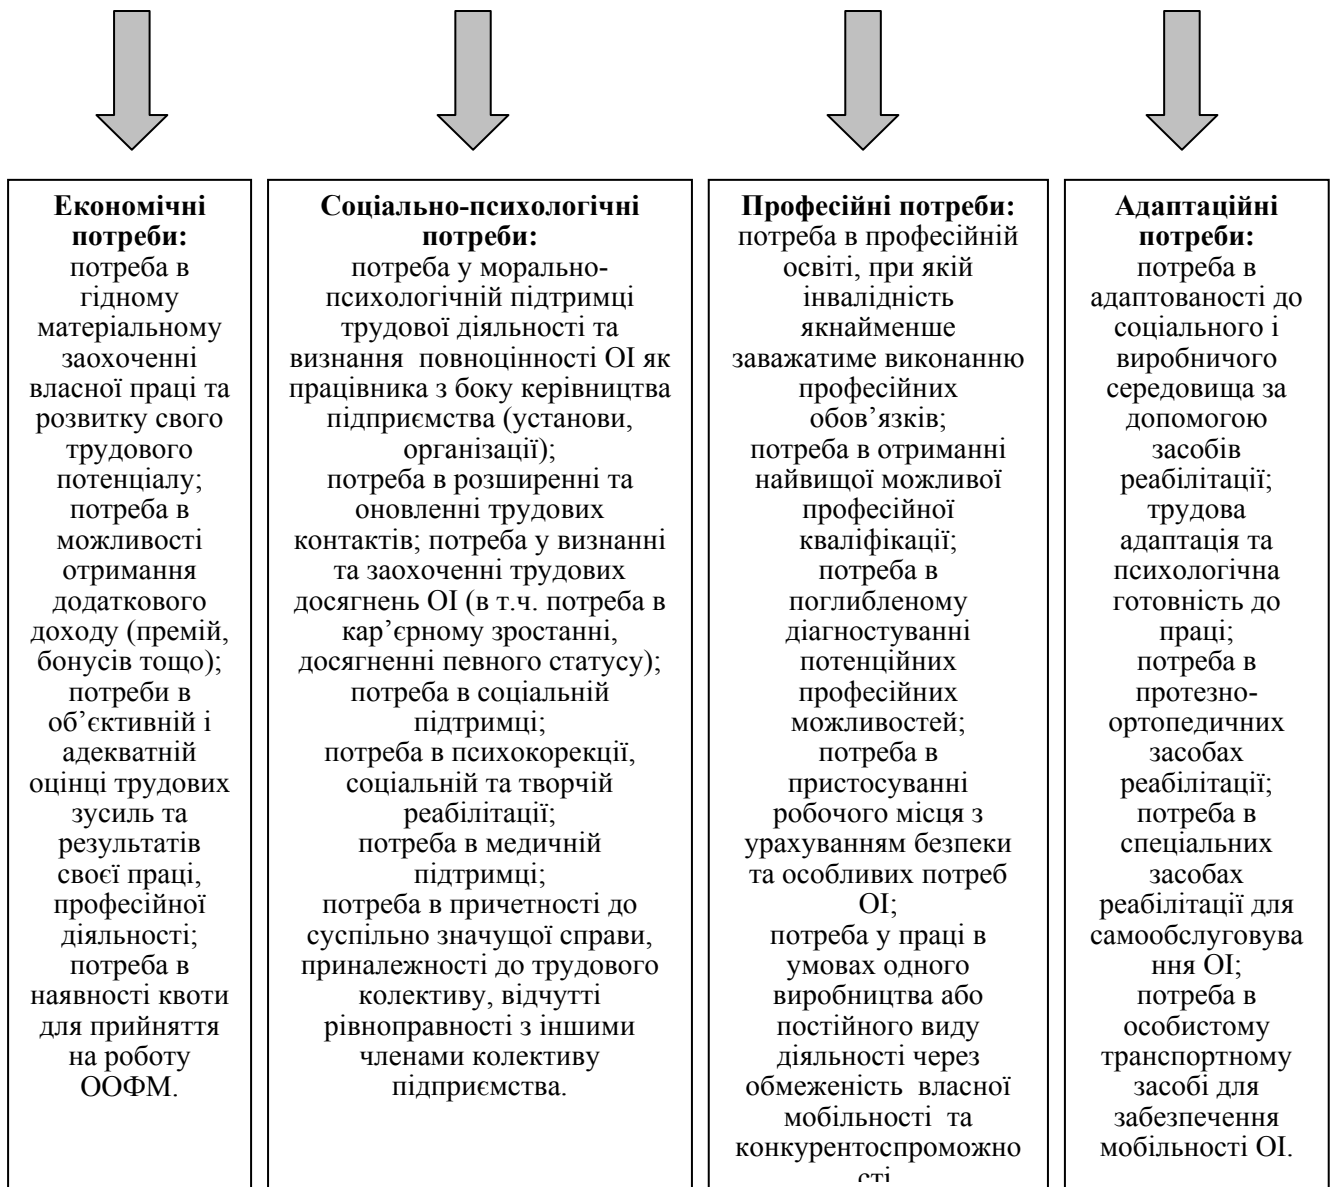 Економічні
потреби:
потреба в
гідному
матеріальному
заохоченні
власної праці та
розвитку свого
трудового
потенціалу;
потреба в
можливості
отримання
додаткового
доходу (премій,
бонусів тощо);
потреби в
об’єктивній і
адекватній
оцінці трудових
зусиль та
результатів
своєї праці,
професійної
діяльності;
потреба в
наявності квоти
для прийняття
на роботу
ООФМ.
Соціально-психологічні
потреби:
потреба у морально-
психологічній підтримці
трудової діяльності та
визнання повноцінності ОІ як
працівника з боку керівництва
підприємства (установи,
організації);
потреба в розширенні та
оновленні трудових
контактів; потреба у визнанні
та заохоченні трудових
досягнень ОІ (в т.ч. потреба в
кар’єрному зростанні,
досягненні певного статусу);
потреба в соціальній
підтримці;
потреба в психокорекції,
соціальній та творчій
реабілітації;
потреба в медичній
підтримці;
потреба в причетності до
суспільно значущої справи,
приналежності до трудового
колективу, відчутті
рівноправності з іншими
членами колективу
підприємства.
Професійні потреби:
потреба в професійній
освіті, при якій
інвалідність
якнайменше
заважатиме виконанню
професійних
обов’язків;
потреба в отриманні
найвищої можливої
професійної
кваліфікації;
потреба в
поглибленому
діагностуванні
потенційних
професійних
можливостей;
потреба в
пристосуванні
робочого місця з
урахуванням безпеки
та особливих потреб
ОІ;
потреба у праці в
умовах одного
виробництва або
постійного виду
діяльності через
обмеженість власної
мобільності та
конкурентоспроможно
сті
Адаптаційні
потреби:
потреба в
адаптованості до
соціального і
виробничого
середовища за
допомогою
засобів
реабілітації;
трудова
адаптація та
психологічна
готовність до
праці;
потреба в
протезно-
ортопедичних
засобах
реабілітації;
потреба в
спеціальних
засобах
реабілітації для
самообслуговува
ння ОІ;
потреба в
особистому
транспортному
засобі для
забезпечення
мобільності ОІ.